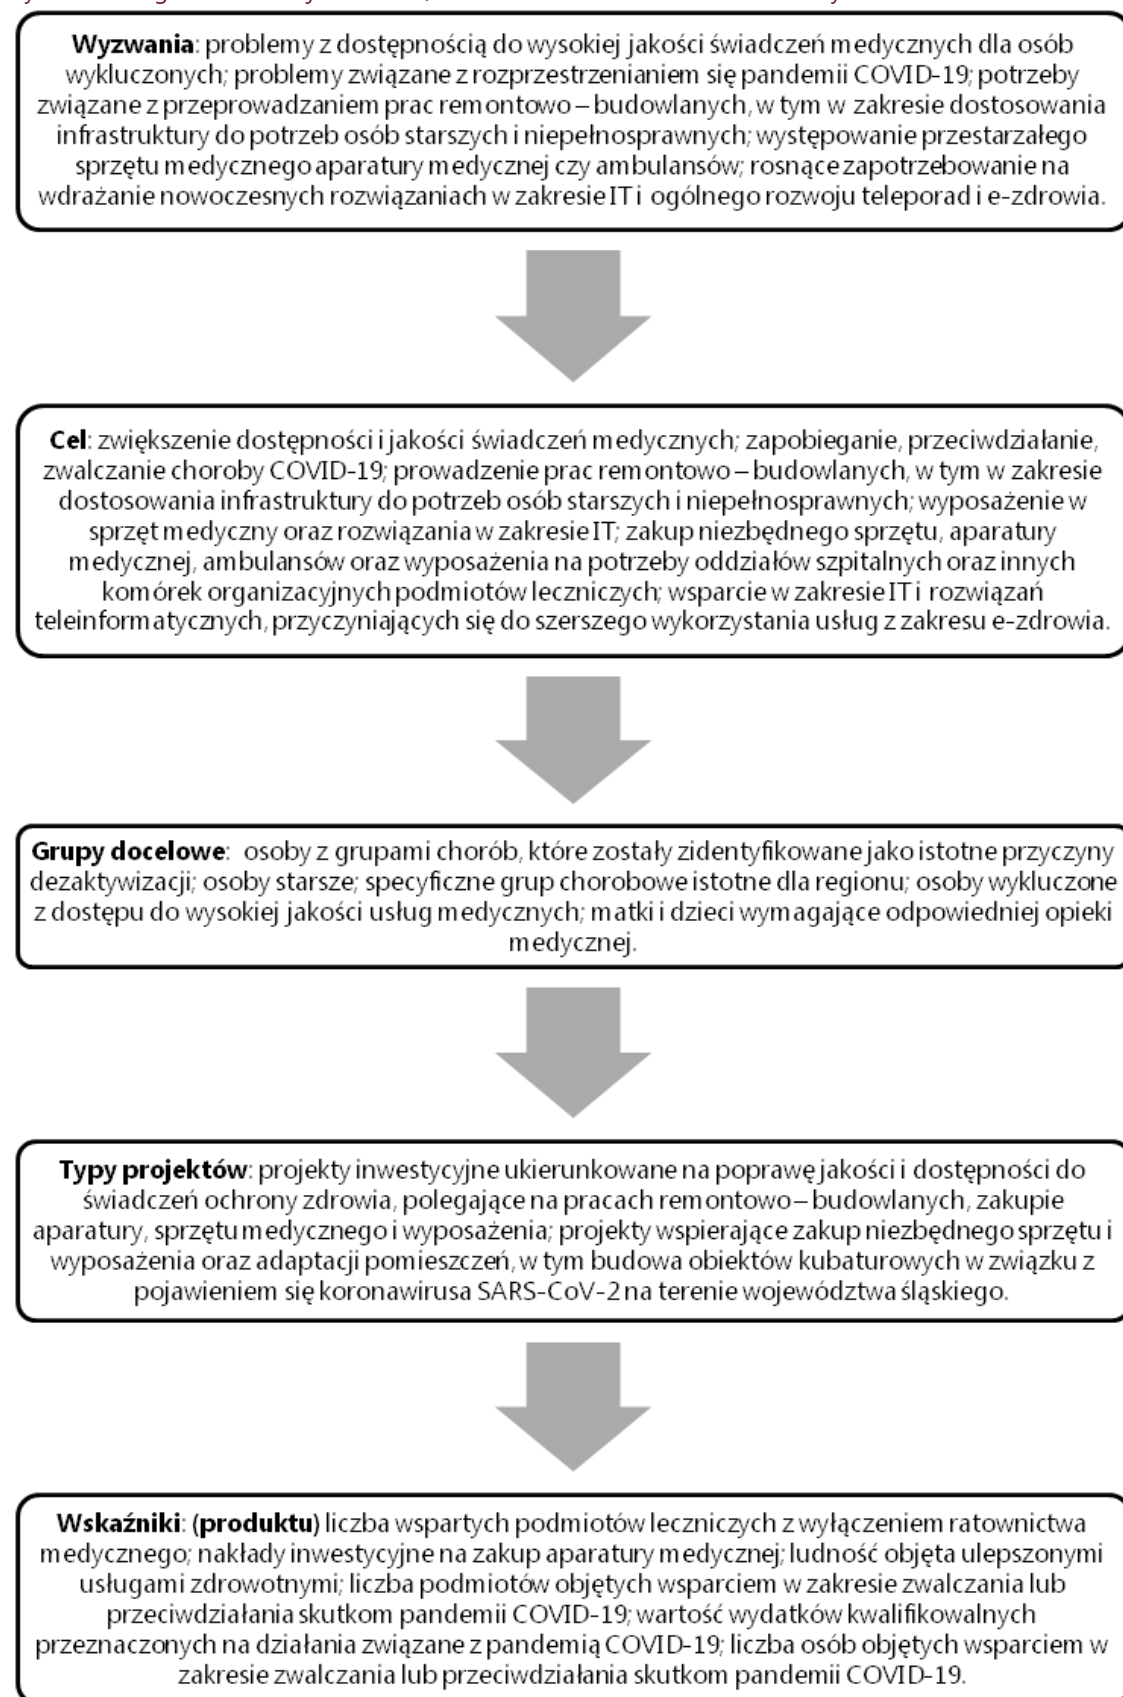 Wyzwania: problemy z dostępnością do wysokiej jakości świadczeń medycznych dla osób
wykluczonych; problemy związane z rozprzestrzenianiem się pandemii COVID-19; potrzeby
związane z przeprowadzaniem prac remontowo – budowlanych, w tym w zakresie dostosowania
infrastruktury do potrzeb osób starszych i niepełnosprawnych; występowanie przestarzałego
sprzętu medycznego aparatury medycznej czy ambulansów; rosnące zapotrzebowanie na
wdrażanie nowoczesnych rozwiązaniach w zakresie IT i ogólnego rozwoju teleporad i e-zdrowia.
Cel: zwiększenie dostępności i jakości świadczeń medycznych; zapobieganie, przeciwdziałanie,
zwalczanie choroby COVID-19; prowadzenie prac remontowo – budowlanych, w tym w zakresie
dostosowania infrastruktury do potrzeb osób starszych i niepełnosprawnych; wyposażenie w
sprzęt medyczny oraz rozwiązania w zakresie IT; zakup niezbędnego sprzętu, aparatury
medycznej, ambulansów oraz wyposażenia na potrzeby oddziałów szpitalnych oraz innych
komórek organizacyjnych podmiotów leczniczych; wsparcie w zakresie IT i rozwiązań
teleinformatycznych, przyczyniających się do szerszego wykorzystania usług z zakresu e-zdrowia.
Grupy docelowe: osoby z grupami chorób, które zostały zidentyfikowane jako istotne przyczyny
dezaktywizacji; osoby starsze; specyficzne grup chorobowe istotne dla regionu; osoby wykluczone
z dostępu do wysokiej jakości usług medycznych; matki i dzieci wymagające odpowiedniej opieki
medycznej.
Typy projektów: projekty inwestycyjne ukierunkowane na poprawę jakości i dostępności do
świadczeń ochrony zdrowia, polegające na pracach remontowo – budowlanych, zakupie
aparatury, sprzętu medycznego i wyposażenia; projekty wspierające zakup niezbędnego sprzętu i
wyposażenia oraz adaptacji pomieszczeń, w tym budowa obiektów kubaturowych w związku z
pojawieniem się koronawirusa SARS-CoV-2 na terenie województwa śląskiego.
Wskaźniki: (produktu) liczba wspartych podmiotów leczniczych z wyłączeniem ratownictwa
medycznego; nakłady inwestycyjne na zakup aparatury medycznej; ludność objęta ulepszonymi
usługami zdrowotnymi; liczba podmiotów objętych wsparciem w zakresie zwalczania lub
przeciwdziałania skutkom pandemii COVID-19; wartość wydatków kwalifikowalnych
przeznaczonych na działania związane z pandemią COVID-19; liczba osób objętych wsparciem w
zakresie zwalczania lub przeciwdziałania skutkom pandemii COVID-19.